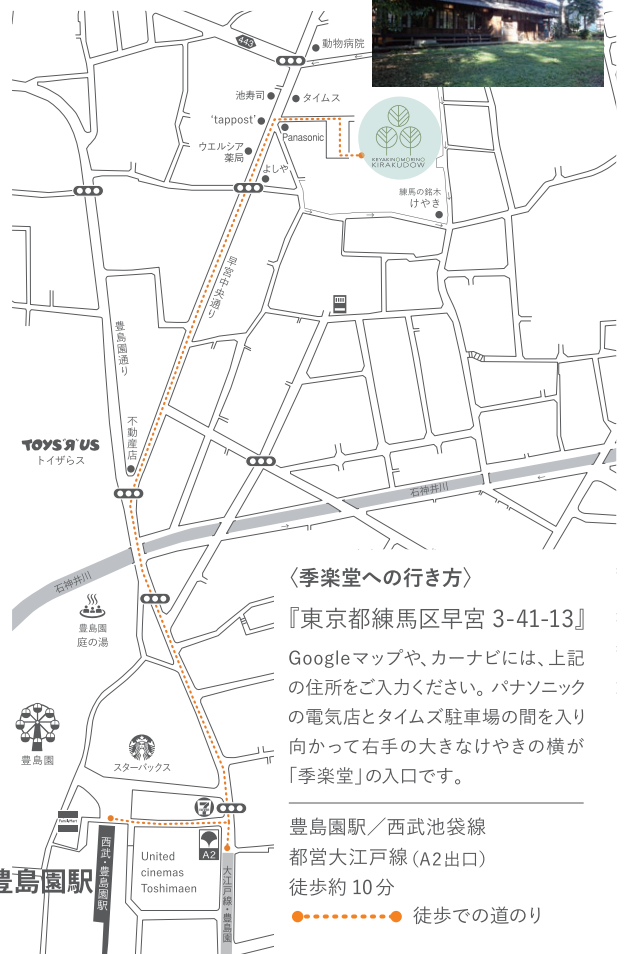 443
動物病院
池寿司
タイムス
'tappost'
Panasonic
ウエルシア
薬局
よしや
KEYAKINOMORINO
KIRAKUDOW
練馬の銘木
けやき
早宮中央通り
豊島園通り
不動産店
TOYS"R"US
トイザらス
石神井川
石神井川
豊島園
庭の湯
〈季楽堂への行き方〉
『東京都練馬区早宮 3-41-13』
Googleマップや、カーナビには、上記
の住所をご入力ください。パナソニック
の電気店とタイムズ駐車場の間を入り
向かって右手の大きなけやきの横が
「季楽堂」の入口です。
豊島園
スターバックス
7
FamilyMart
A2
豊島園駅
西武・豊島園駅
United
cinemas
Toshimaen
大江戸線・豊島園
豊島園駅／西武池袋線
都営大江戸線（A2出口）
徒歩約 10分
徒歩での道のり